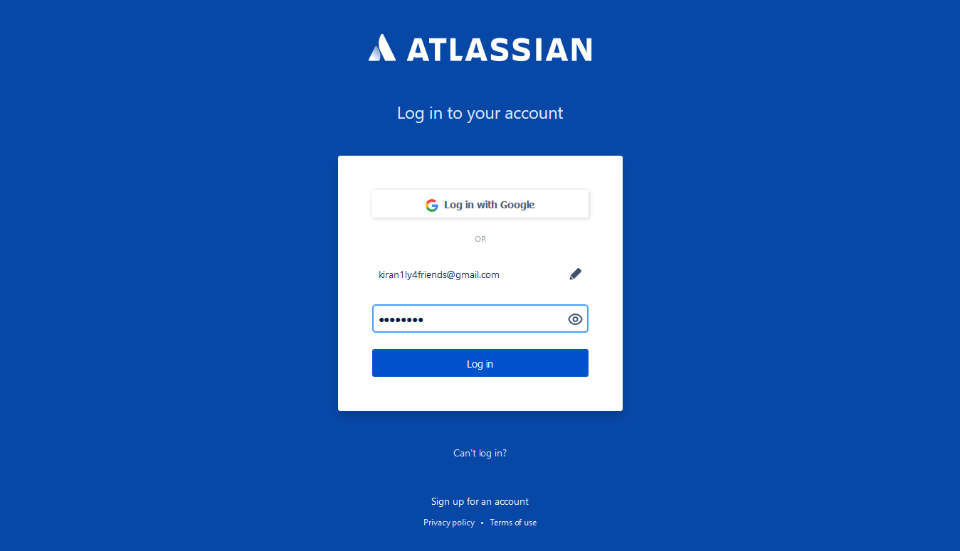 ATLASSIAN
Log in to your account
Log in with Google
OR
kiran1ly4friends@gmail.com
••••••••
Log in
Can't log in?
Sign up for an account
Privacy policy • Terms of use